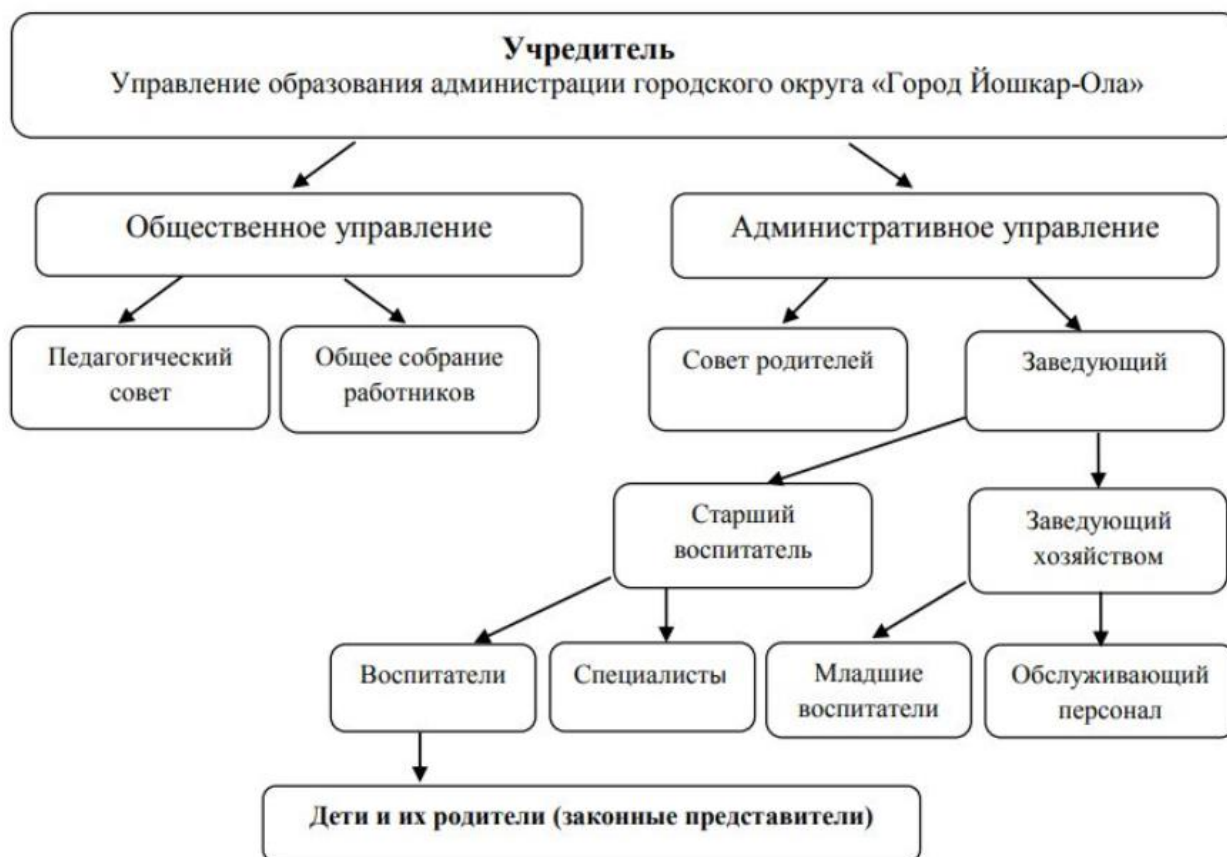 Учредитель
Управление образования администрации городского округа «Город Йошкар-Ола»
Общественное управление
Административное управление
Педагогический
совет
Общее собрание
работников
Совет родителей
Заведующий
Старший
воспитатель
Заведующий
хозяйством
Воспитатели
Специалисты
Младшие
воспитатели
Обслуживающий
персонал
Дети и их родители (законные представители)